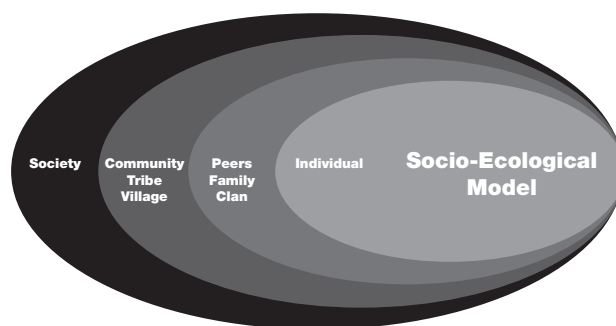 Society
Community
Tribe
Village
Peers
Family
Clan
Individual
Socio-Ecological
Model